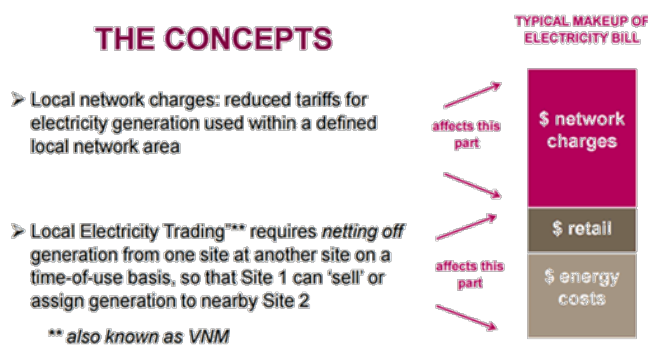 THE CONCEPTS
TYPICAL MAKEUP OF
ELECTRICITY BILL
➤ Local network charges: reduced tariffs for
electricity generation used within a defined
local network area
affects this
part
$ network
charges
➤ Local Electricity Trading"** requires netting off
generation from one site at another site on a
time-of-use basis, so that Site 1 can ‘sell’ or
assign generation to nearby Site 2
** also known as VNM
affects this
part
$ retail
$ energy
costs